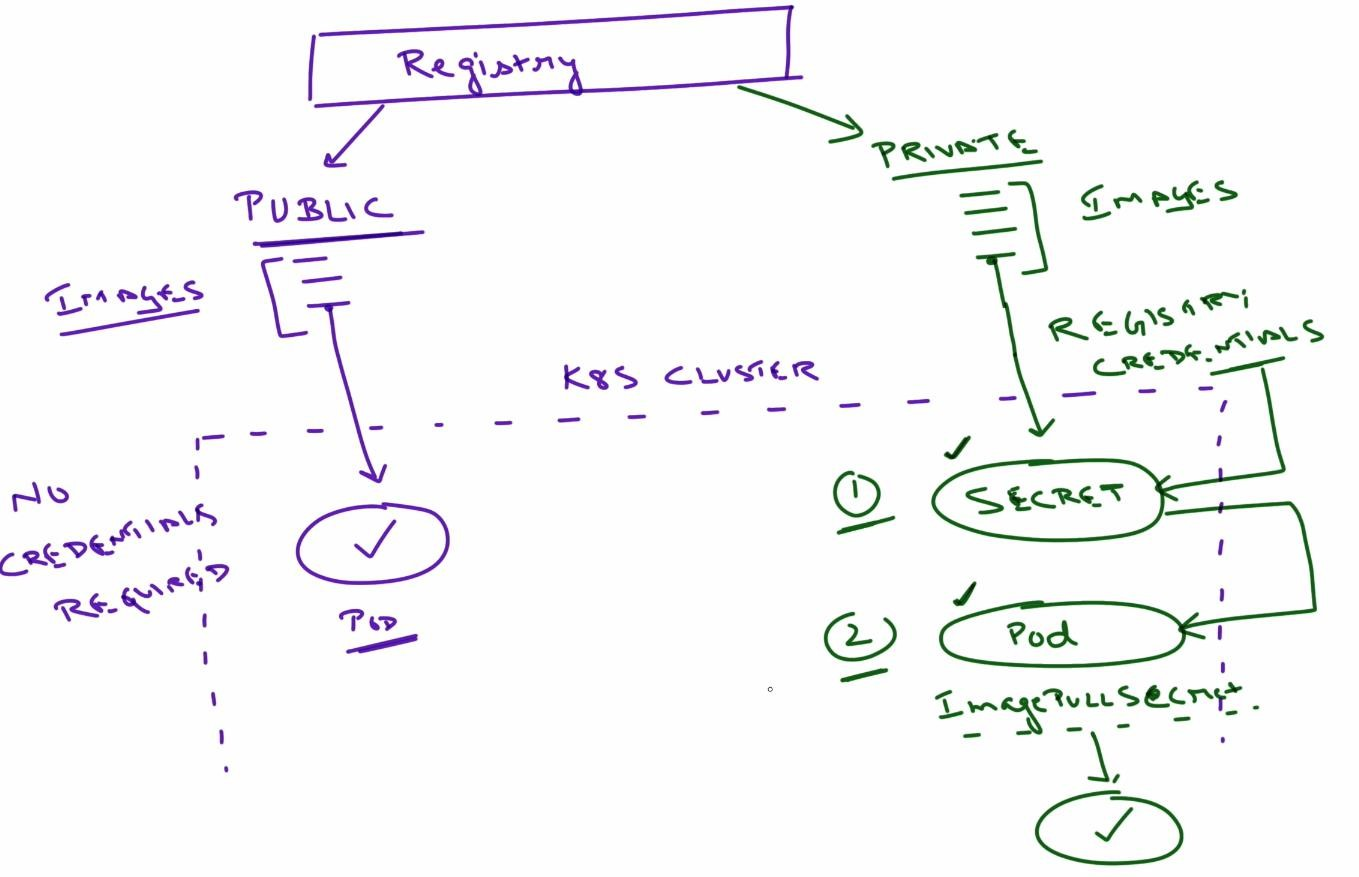 Registry
PUBLIC
PRIVATE
IMAGES
IMAGES
REGISTRY
CREDENTIALS
K8S CLUSTER
NO
CREDENTIALS
REQUIRED
POD
1
SECRET
2
Pod
ImagePULLSecret